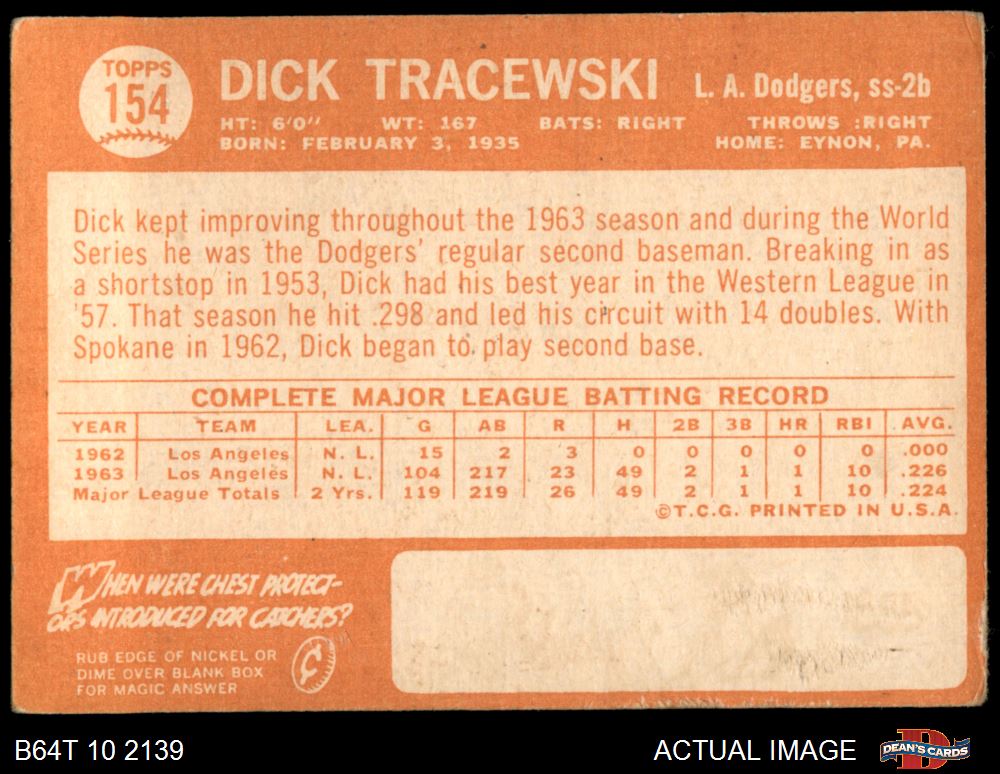 TOPPS
154
DICK TRACEWSKI L. A. Dodgers, ss-2b
HT: 6'0" WT: 167 BATS: RIGHT THROWS :RIGHT
BORN: FEBRUARY 3, 1935 HOME: EYNON, PA.
Dick kept improving throughout the 1963 season and during the World
Series he was the Dodgers' regular second baseman. Breaking in as
a shortstop in 1953, Dick had his best year in the Western League in
'57. That season he hit .298 and led his circuit with 14 doubles. With
Spokane in 1962, Dick began to play second base.
COMPLETE MAJOR LEAGUE BATTING RECORD
YEAR TEAM LEA. G AB R H 2B 3B HR RBI AVG.
1962 Los Angeles N. L. 15 2 3 0 0 0 0 0 .000
1963 Los Angeles N. L. 104 217 23 49 2 1 1 10 .226
Major League Totals 2 Yrs. 119 219 26 49 2 1 1 10 .224
©T.C.G. PRINTED IN U.S.A.
WHEN WERE CHEST PROTECT-
ORS INTRODUCED FOR CATCHERS?
RUB EDGE OF NICKEL OR
DIME OVER BLANK BOX
FOR MAGIC ANSWER
¢
B64T 10 2139 ACTUAL IMAGE DEAN'S CARDS